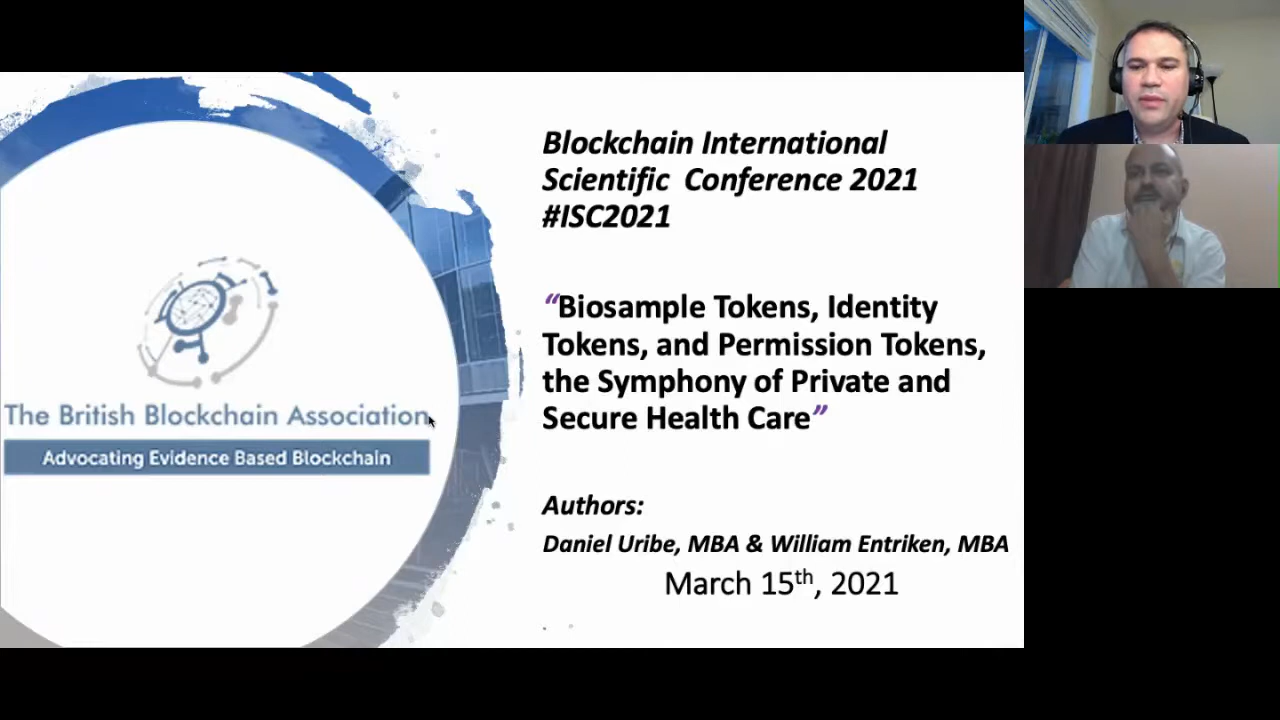 Blockchain International
Scientific Conference 2021
#ISC2021
“Biosample Tokens, Identity
Tokens, and Permission Tokens,
the Symphony of Private and
Secure Health Care”
The British Blockchain Association
Advocating Evidence Based Blockchain
Authors:
Daniel Uribe, MBA & William Entriken, MBA
March 15th, 2021